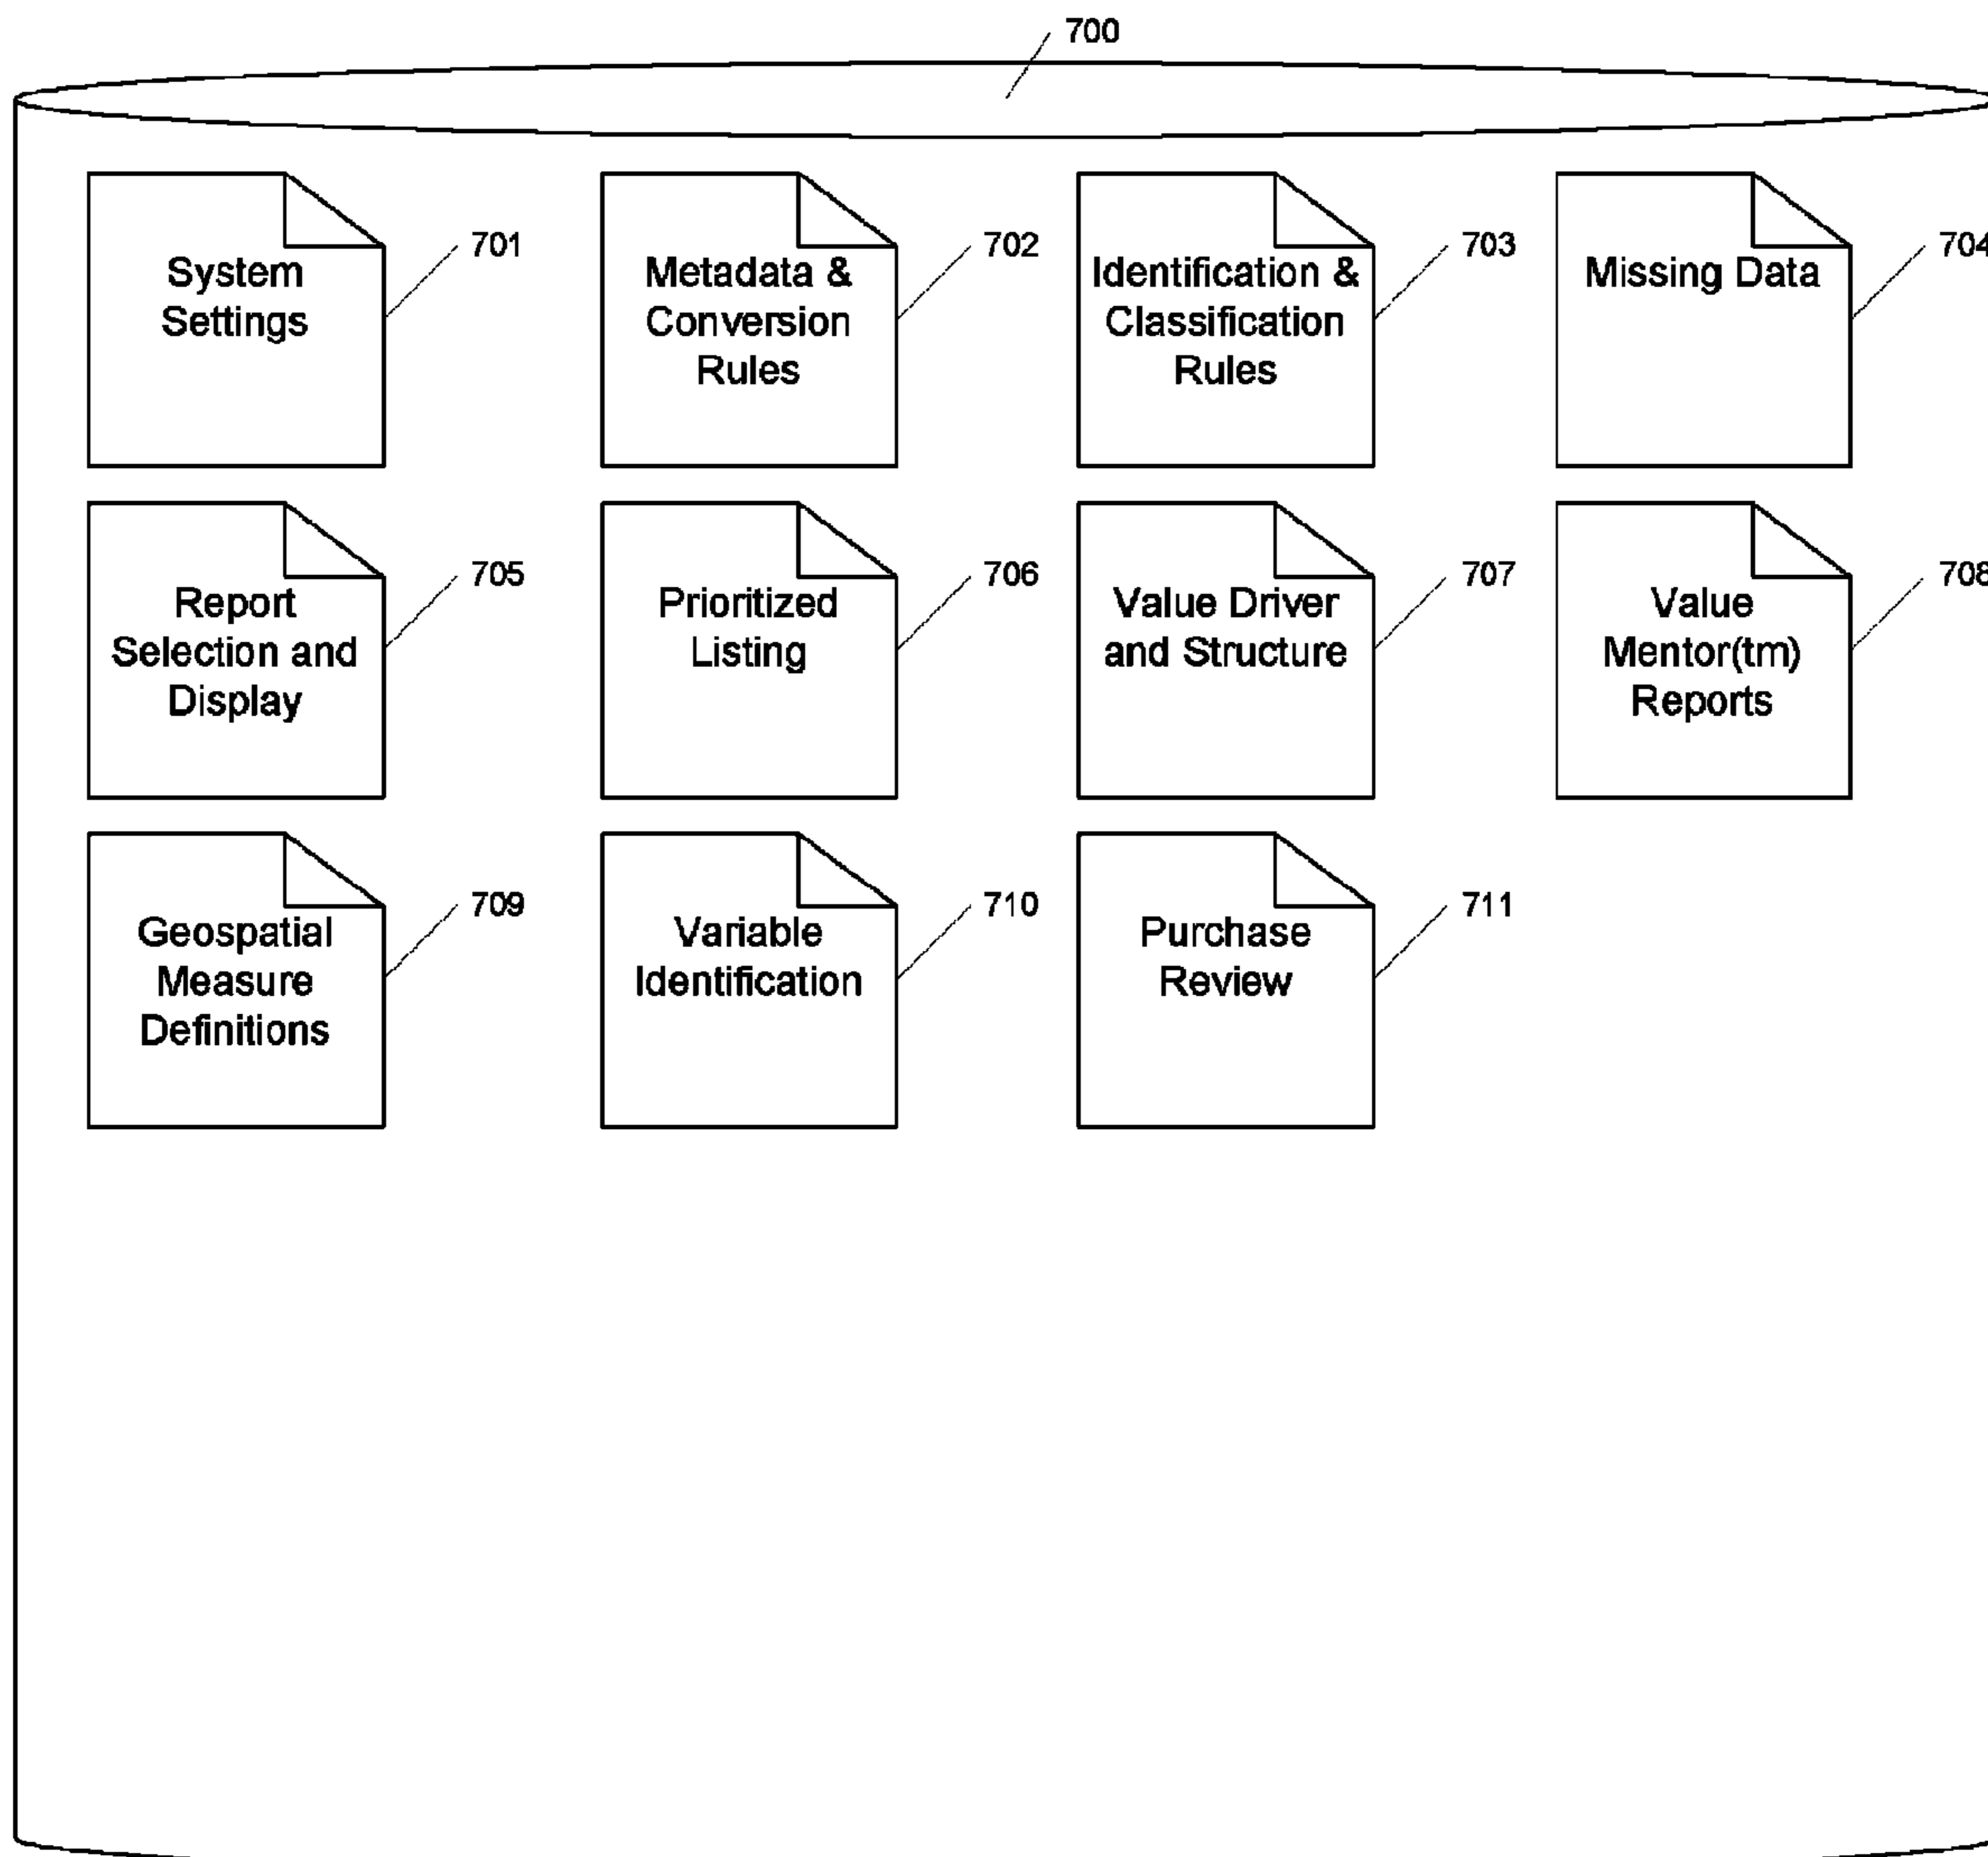 700
System
Settings
701
Metadata &
Conversion
Rules
702
Identification &
Classification
Rules
703
Missing Data
704
Report
Selection and
Display
705
Prioritized
Listing
706
Value Driver
and Structure
707
Value
Mentor(tm)
Reports
708
Geospatial
Measure
Definitions
709
Variable
Identification
710
Purchase
Review
711